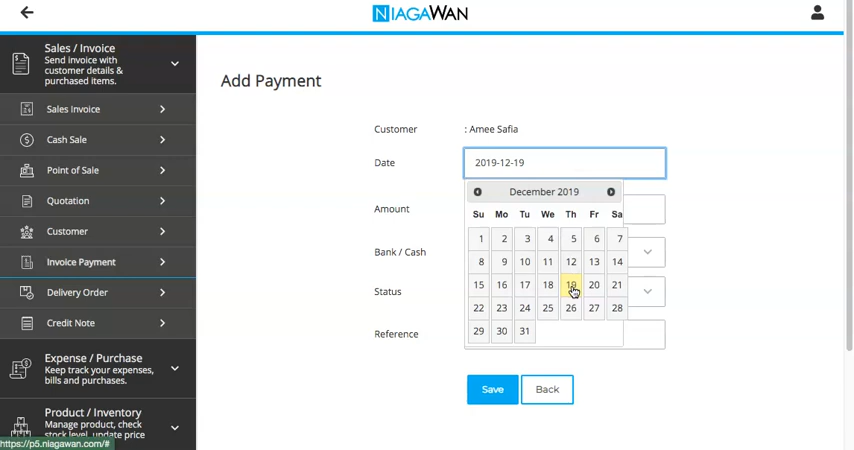 NIAGAWAN
Sales / Invoice
Send invoice with
customer details &
purchased items.
Sales Invoice
Cash Sale
Point of Sale
Quotation
Customer
Invoice Payment
Delivery Order
Credit Note
Expense / Purchase
Keep track your expenses,
bills and purchases.
Product / Inventory
Manage product, check
stock level, update price
https://p5.niagawan.com/#
Add Payment
Customer : Amee Safia
Date 2019-12-19
December 2019
Su Mo Tu We Th Fr Sa
1 2 3 4 5 6 7
8 9 10 11 12 13 14
15 16 17 18 19 20 21
22 23 24 25 26 27 28
29 30 31
Amount
Bank / Cash
Status
Reference
Save Back